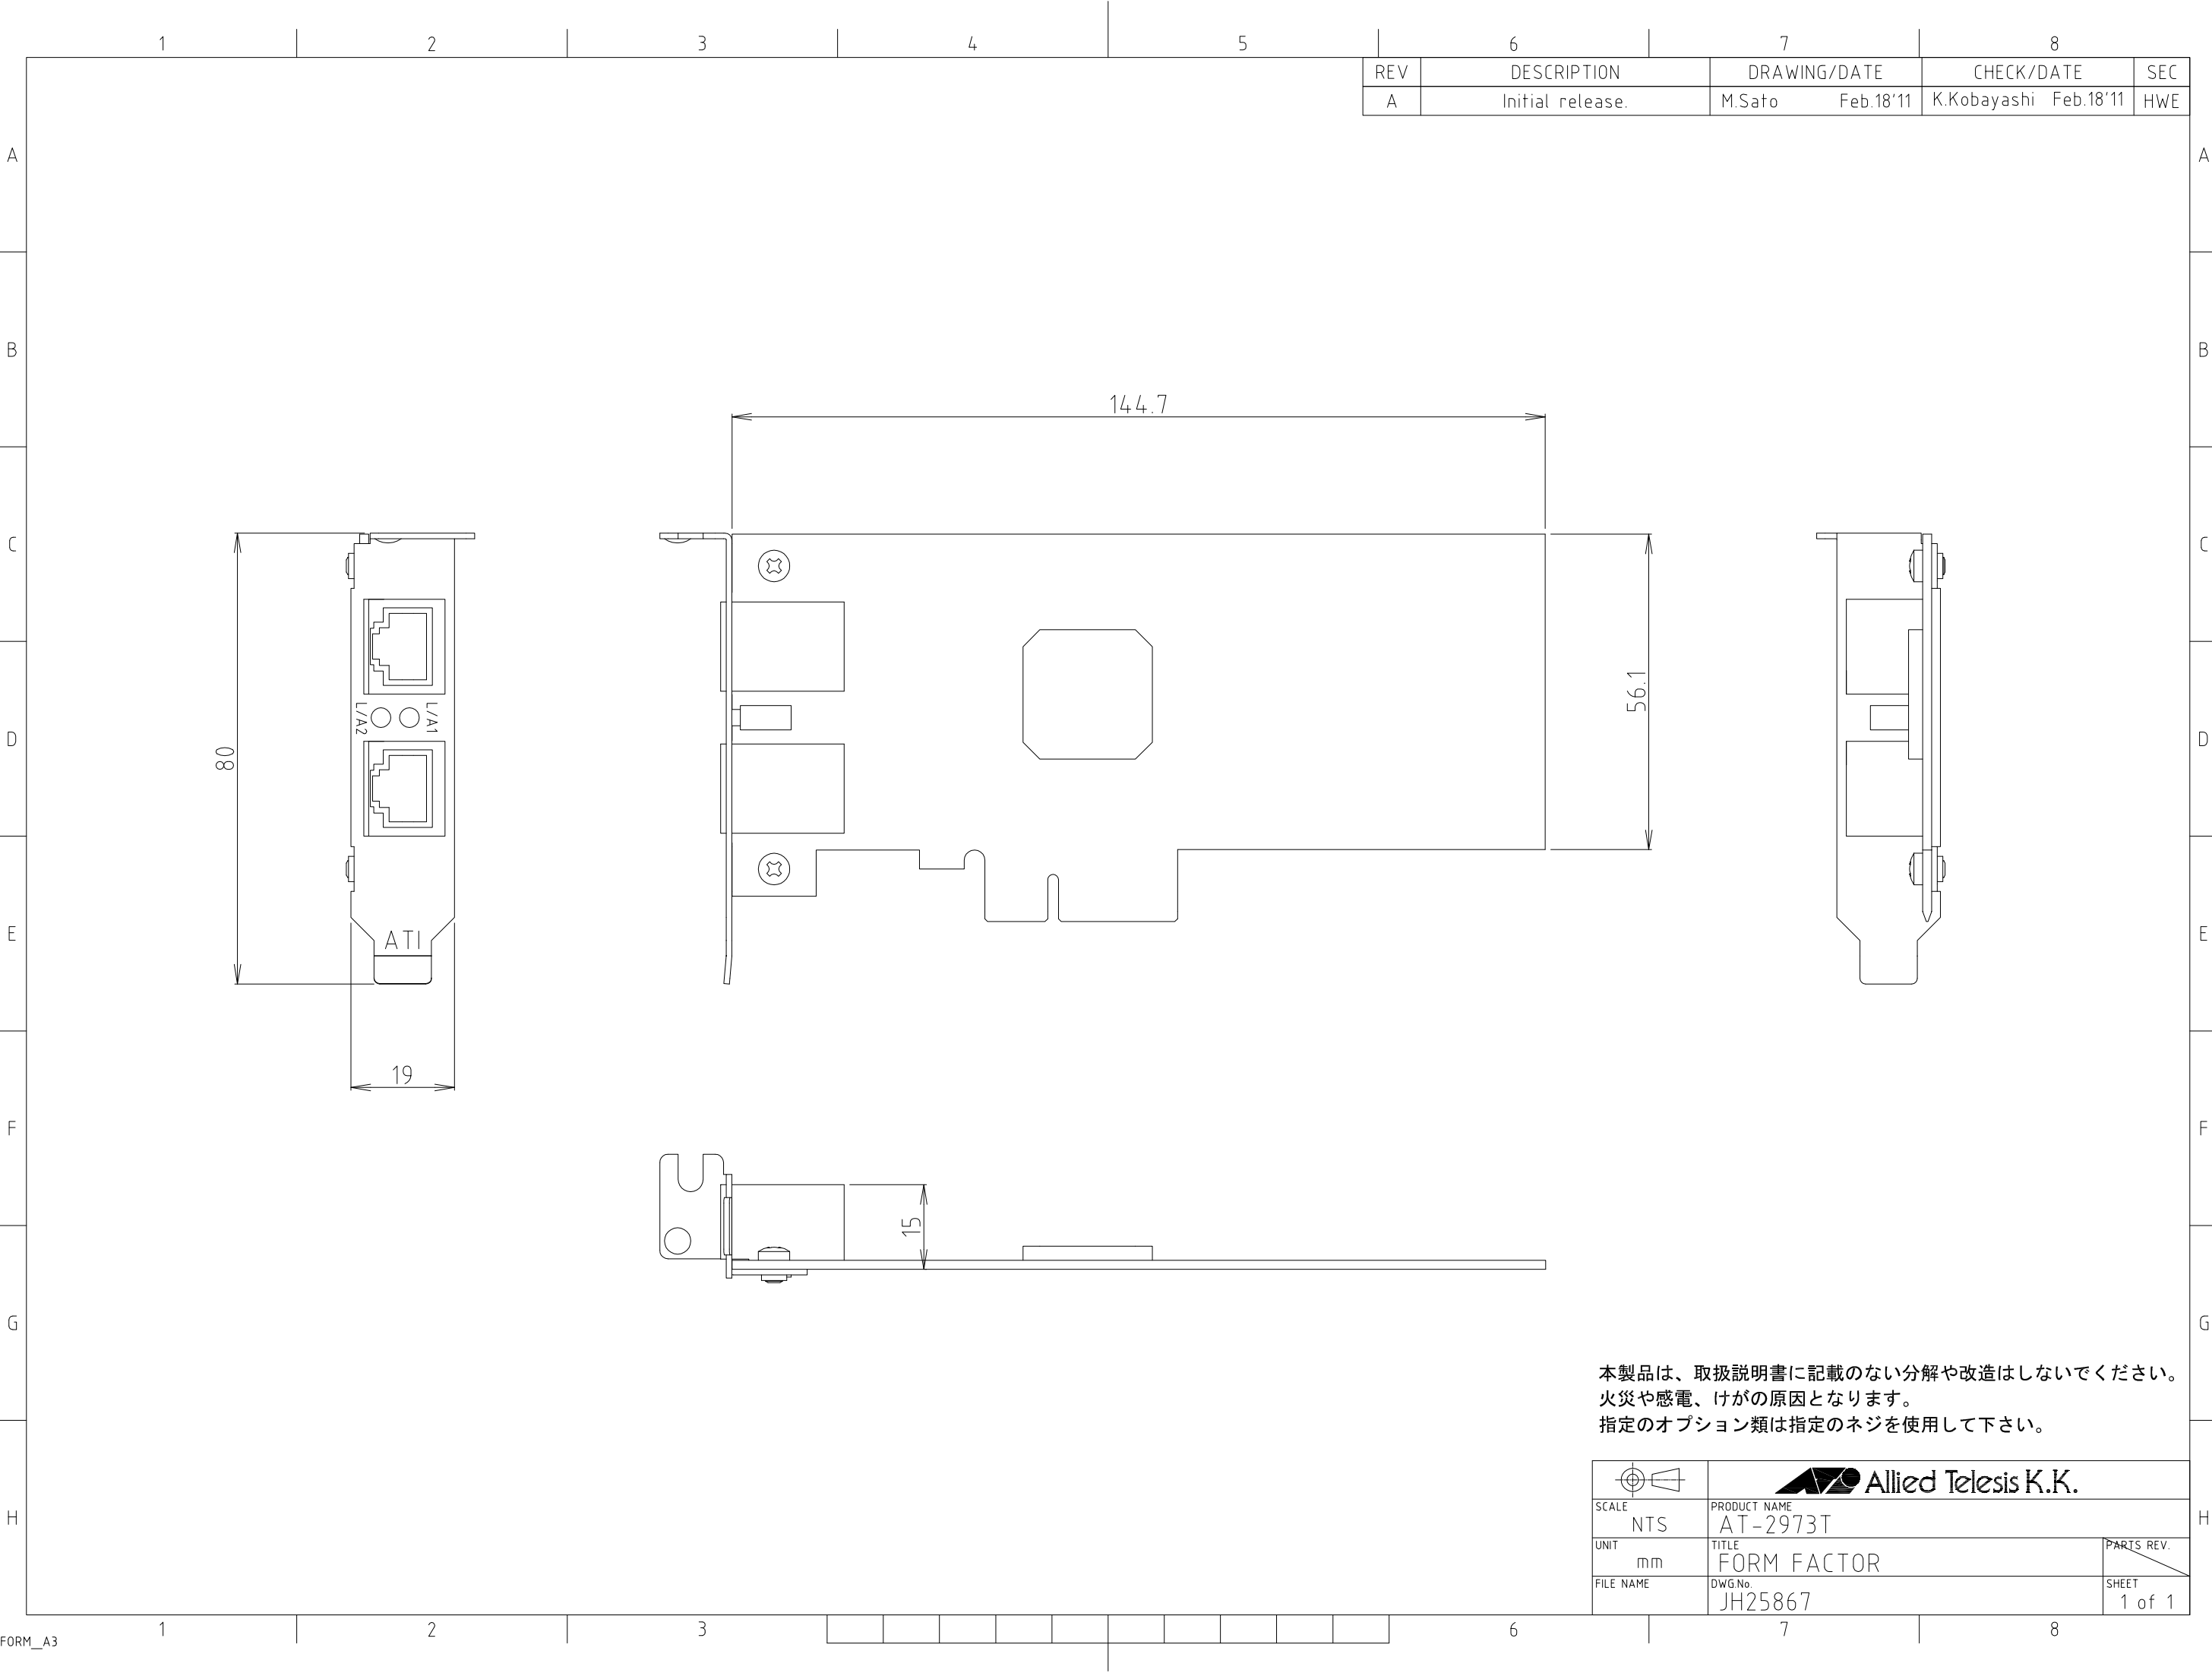 1 2 3 4 5 6 7 8
REV DESCRIPTION DRAWING/DATE CHECK/DATE SEC
A Initial release. M.Sato Feb.18'11 K.Kobayashi Feb.18'11 HWE
A A
B B
144.7
C C
56.1
L/A2 L/A1
D D
80
E E
ATI
19
F F
15
G G
本製品は、取扱説明書に記載のない分解や改造はしないでください。
火災や感電、けがの原因となります。
指定のオプション類は指定のネジを使用して下さい。
Allied Telesis K.K.
SCALE PRODUCT NAME
NTS AT-2973T
H H
UNIT TITLE PARTS REV.
mm FORM FACTOR
FILE NAME DWG.No. SHEET
JH25867 1 of 1
1 2 3 6 7 8
FORM_A3